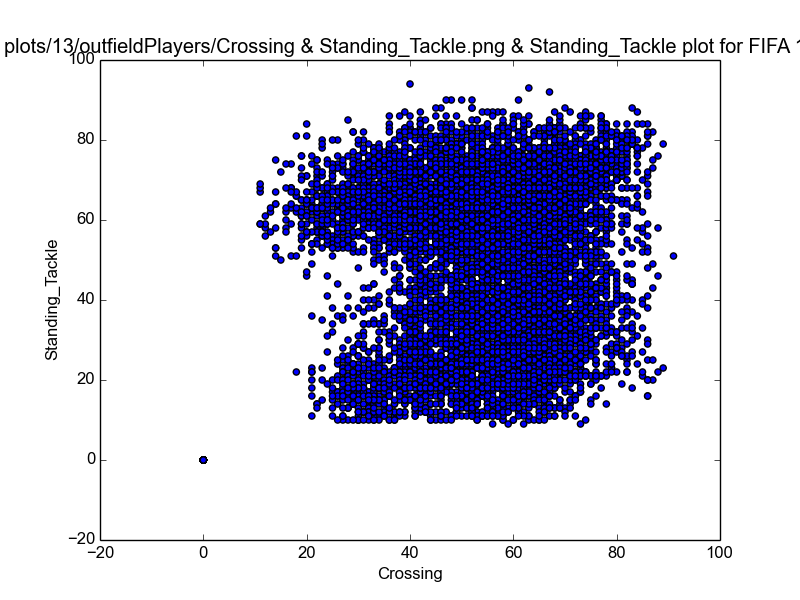 plots/13/outfieldPlayers/Crossing & Standing_Tackle.png & Standing_Tackle plot for FIFA 1
100
80
60
40
20
0
−20
−20 0 20 40 60 80 100
Crossing
Standing_Tackle